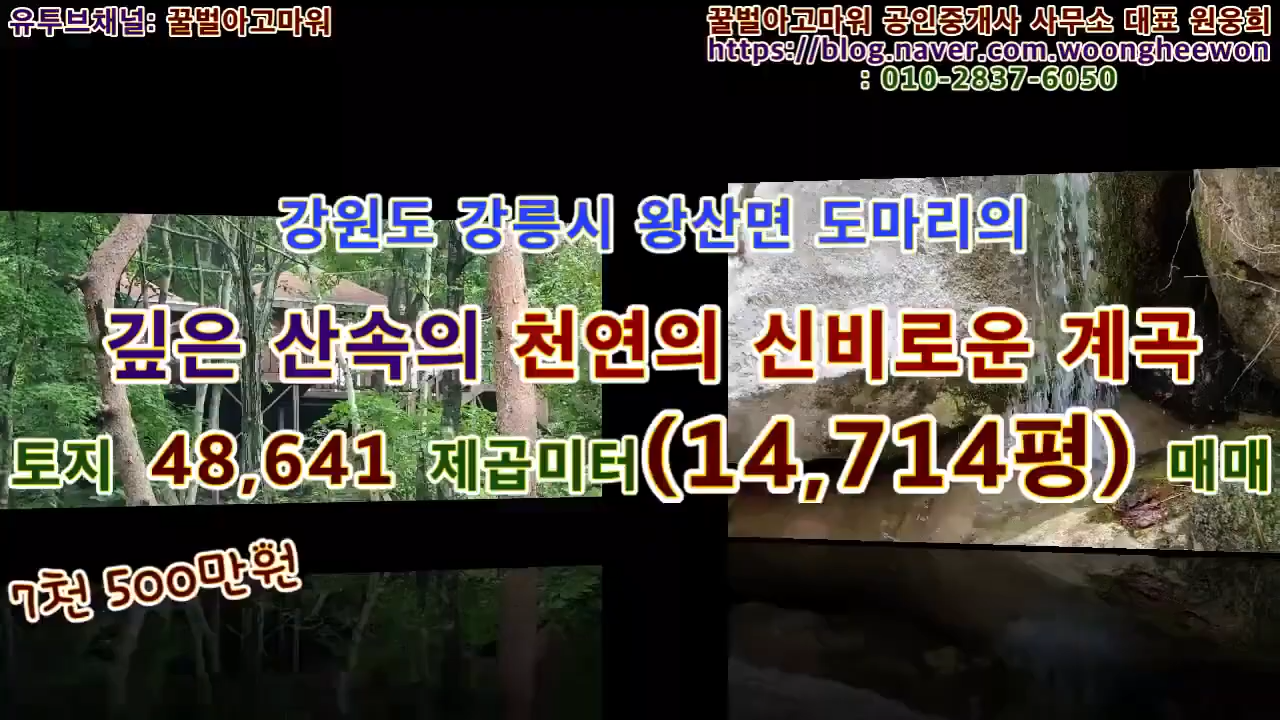 유투브채널: 꿀벌아고마워
꿀벌아고마워 공인중개사 사무소 대표 원웅희
https://blog.naver.com.woongheewon
: 010-2837-6050
강원도 강릉시 왕산면 도마리의
깊은 산속의 천연의 신비로운 계곡
토지 48,641 제곱미터(14,714평) 매매
7천 500만원